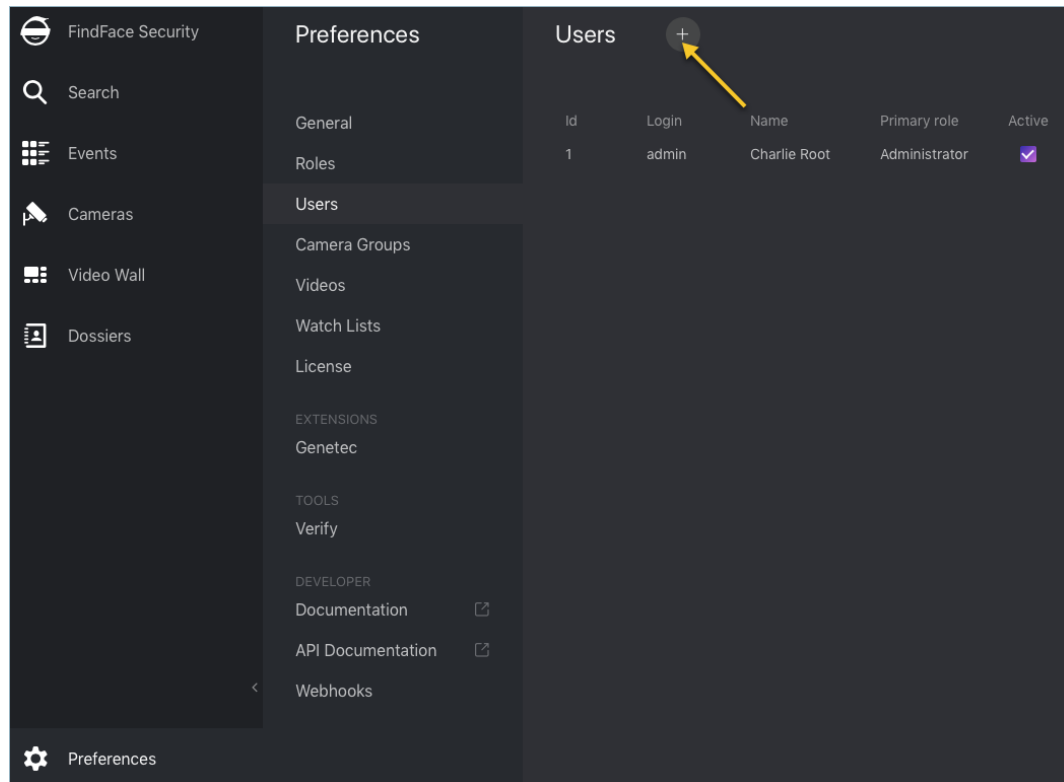 FindFace Security
Search
Events
Cameras
Video Wall
Dossiers
Preferences
Preferences
General
Roles
Users
Camera Groups
Videos
Watch Lists
License
EXTENSIONS
Genetec
TOOLS
Verify
DEVELOPER
Documentation
API Documentation
Webhooks
Users
Id Login Name Primary role Active
1 admin Charlie Root Administrator